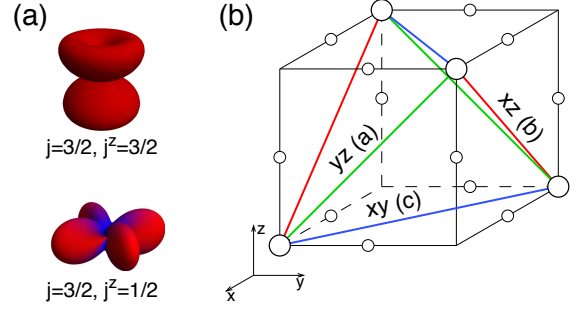 (a)
j=3/2, j^z=3/2
j=3/2, j^z=1/2
(b)
yz (a)
xz (b)
xy (c)
z
y
x